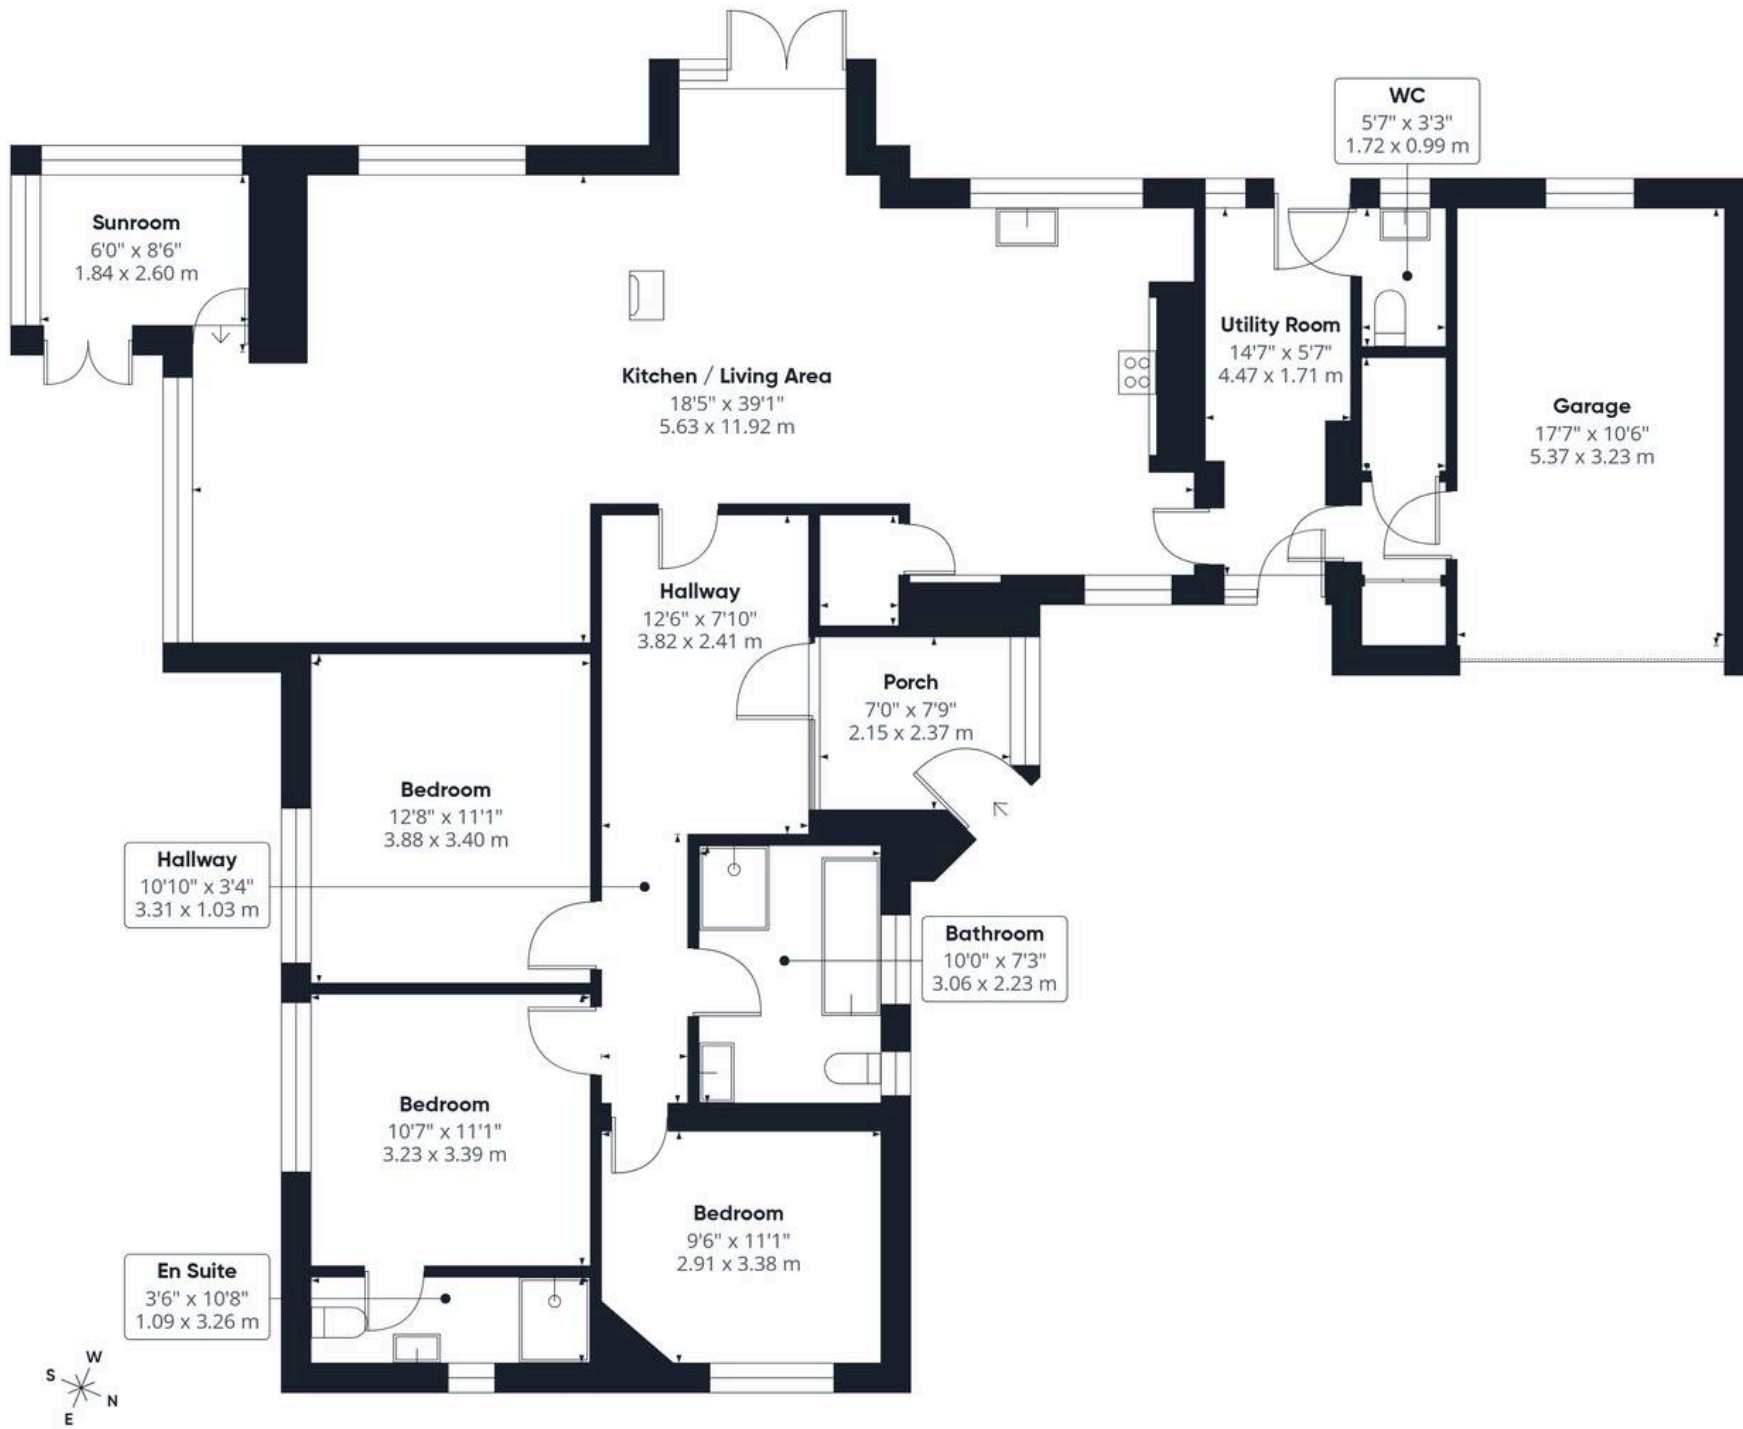 WC
5'7" x 3'3"
1.72 x 0.99 m
Sunroom
6'0" x 8'6"
1.84 x 2.60 m
Kitchen / Living Area
18'5" x 39'1"
5.63 x 11.92 m
Utility Room
14'7" x 5'7"
4.47 x 1.71 m
Garage
17'7" x 10'6"
5.37 x 3.23 m
Hallway
12'6" x 7'10"
3.82 x 2.41 m
Porch
7'0" x 7'9"
2.15 x 2.37 m
Bedroom
12'8" x 11'1"
3.88 x 3.40 m
Hallway
10'10" x 3'4"
3.31 x 1.03 m
Bathroom
10'0" x 7'3"
3.06 x 2.23 m
Bedroom
10'7" x 11'1"
3.23 x 3.39 m
Bedroom
9'6" x 11'1"
2.91 x 3.38 m
En Suite
3'6" x 10'8"
1.09 x 3.26 m
W
S
N
E